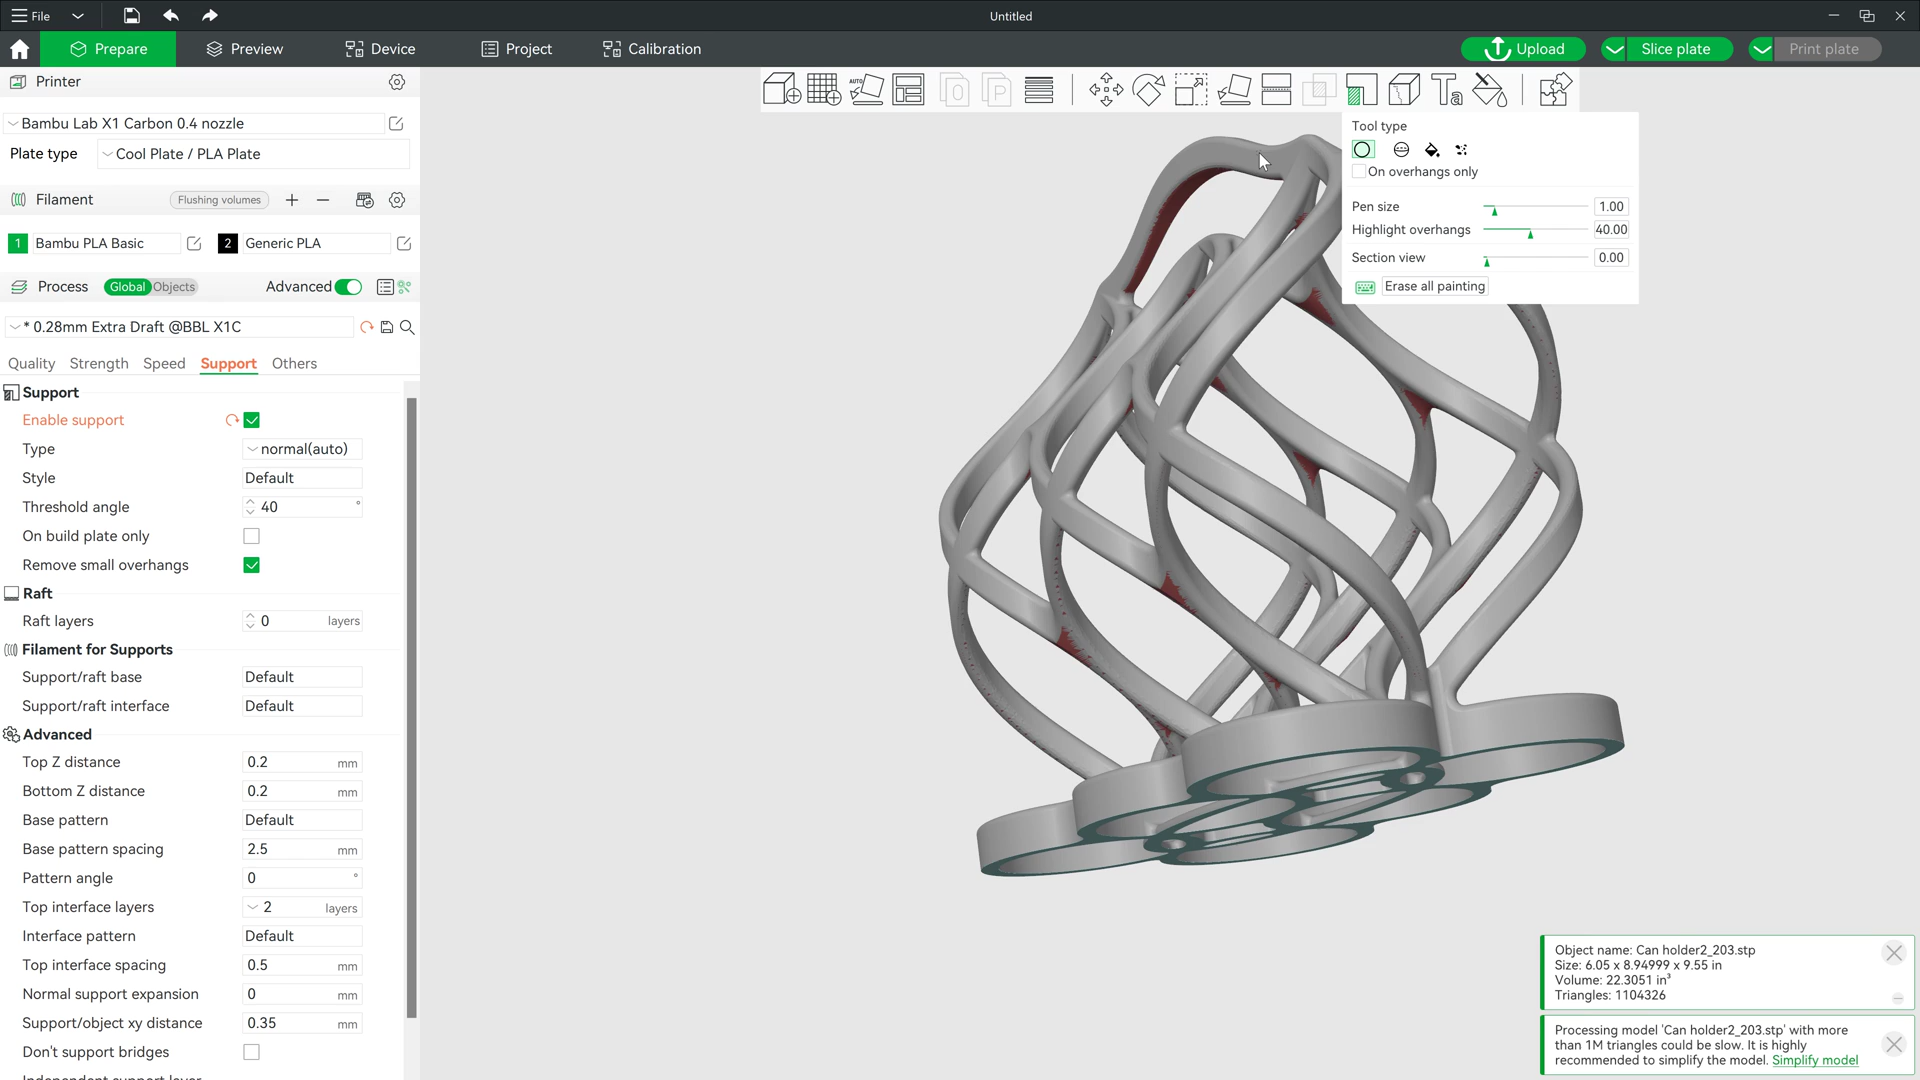 File
Untitled
Prepare
Preview
Device
Project
Calibration
Upload
Slice plate
Print plate
Printer
Bambu Lab X1 Carbon 0.4 nozzle
Plate type
Cool Plate / PLA Plate
Filament
Flushing volumes
1 Bambu PLA Basic
2 Generic PLA
Process
Global Objects
Advanced
* 0.28mm Extra Draft @BBL X1C
Quality
Strength
Speed
Support
Others
Support
Enable support
Type normal(auto)
Style Default
Threshold angle 40 °
On build plate only
Remove small overhangs
Raft
Raft layers 0 layers
Filament for Supports
Support/raft base Default
Support/raft interface Default
Advanced
Top Z distance 0.2 mm
Bottom Z distance 0.2 mm
Base pattern Default
Base pattern spacing 2.5 mm
Pattern angle 0 °
Top interface layers 2 layers
Interface pattern Default
Top interface spacing 0.5 mm
Normal support expansion 0 mm
Support/object xy distance 0.35 mm
Don't support bridges
Independent support layer
AUTO
O
P
Ta
Tool type
On overhangs only
Pen size 1.00
Highlight overhangs 40.00
Section view 0.00
Erase all painting
Object name: Can holder2_203.stp
Size: 6.05 x 8.94999 x 9.55 in
Volume: 22.3051 in³
Triangles: 1104326
Processing model 'Can holder2_203.stp' with more
than 1M triangles could be slow. It is highly
recommended to simplify the model. Simplify model